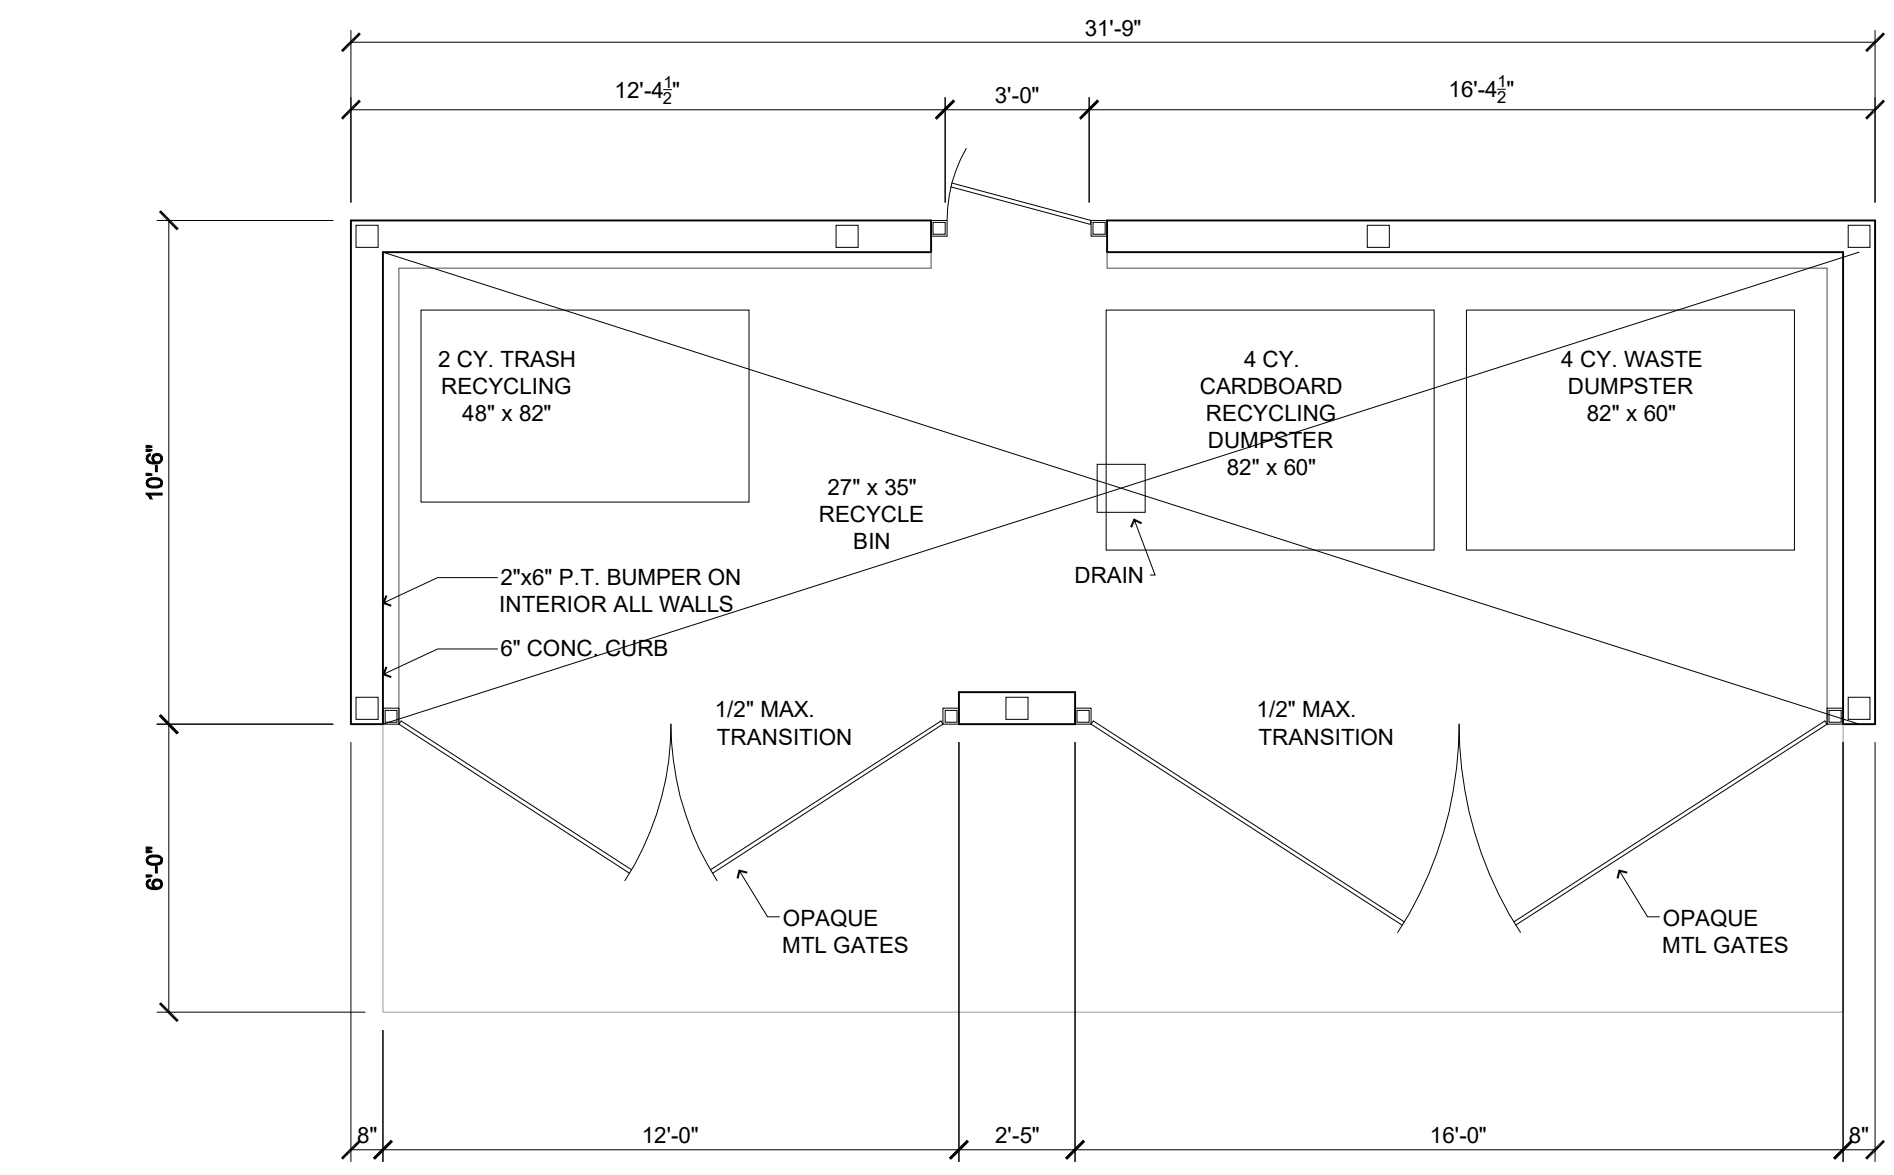 31'-9"
12'-4½"
3'-0"
16'-4½"
2 CY. TRASH
RECYCLING
48" x 82"
4 CY.
CARDBOARD
RECYCLING
DUMPSTER
82" x 60"
4 CY. WASTE
DUMPSTER
82" x 60"
10'-6"
27" x 35"
RECYCLE
BIN
DRAIN
2"x6" P.T. BUMPER ON
INTERIOR ALL WALLS
6" CONC. CURB
1/2" MAX.
TRANSITION
1/2" MAX.
TRANSITION
6'-0"
OPAQUE
MTL GATES
OPAQUE
MTL GATES
8"
12'-0"
2'-5"
16'-0"
8"